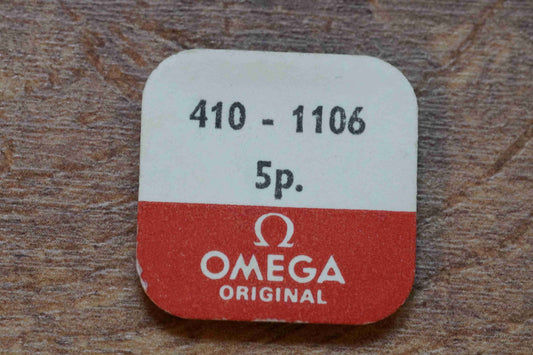 410 - 1106
5p.
Ω
OMEGA
ORIGINAL